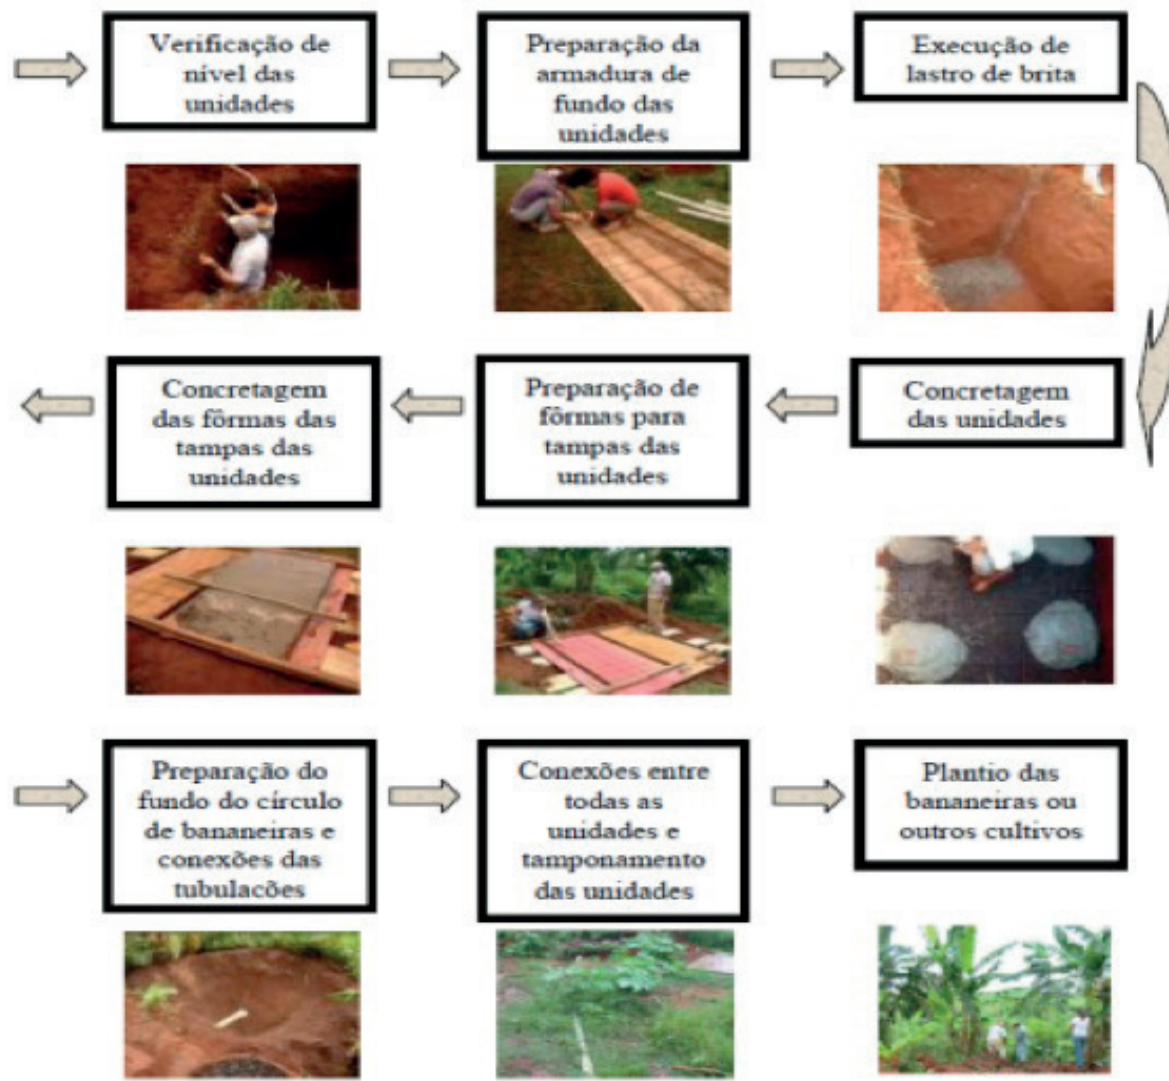 Verificação de
nível das
unidades
Preparação da
armadura de
fundo das
unidades
Execução de
lastro de brita
Concretagem
das unidades
Preparação de
fôrmas para
tampas das
unidades
Concretagem
das fôrmas das
tampas das
unidades
Preparação do
fundo do círculo
de bananeiras e
conexões das
tubulacões
Conexões entre
todas as
unidades e
tamponamento
das unidades
Plantio das
bananeiras ou
outros cultivos